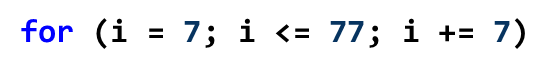 for (i = 7; i <= 77; i += 7)